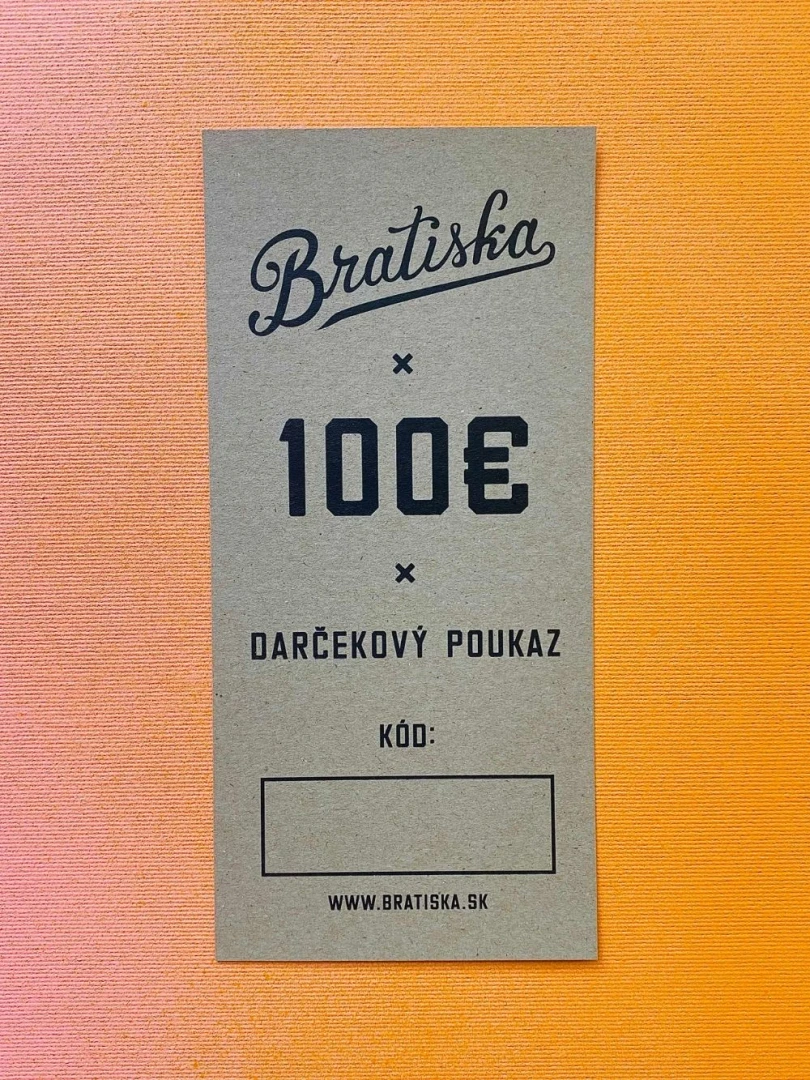 Bratiska
×
100€
×
DARČEKOVÝ POUKAZ
KÓD:
WWW.BRATISKA.SK